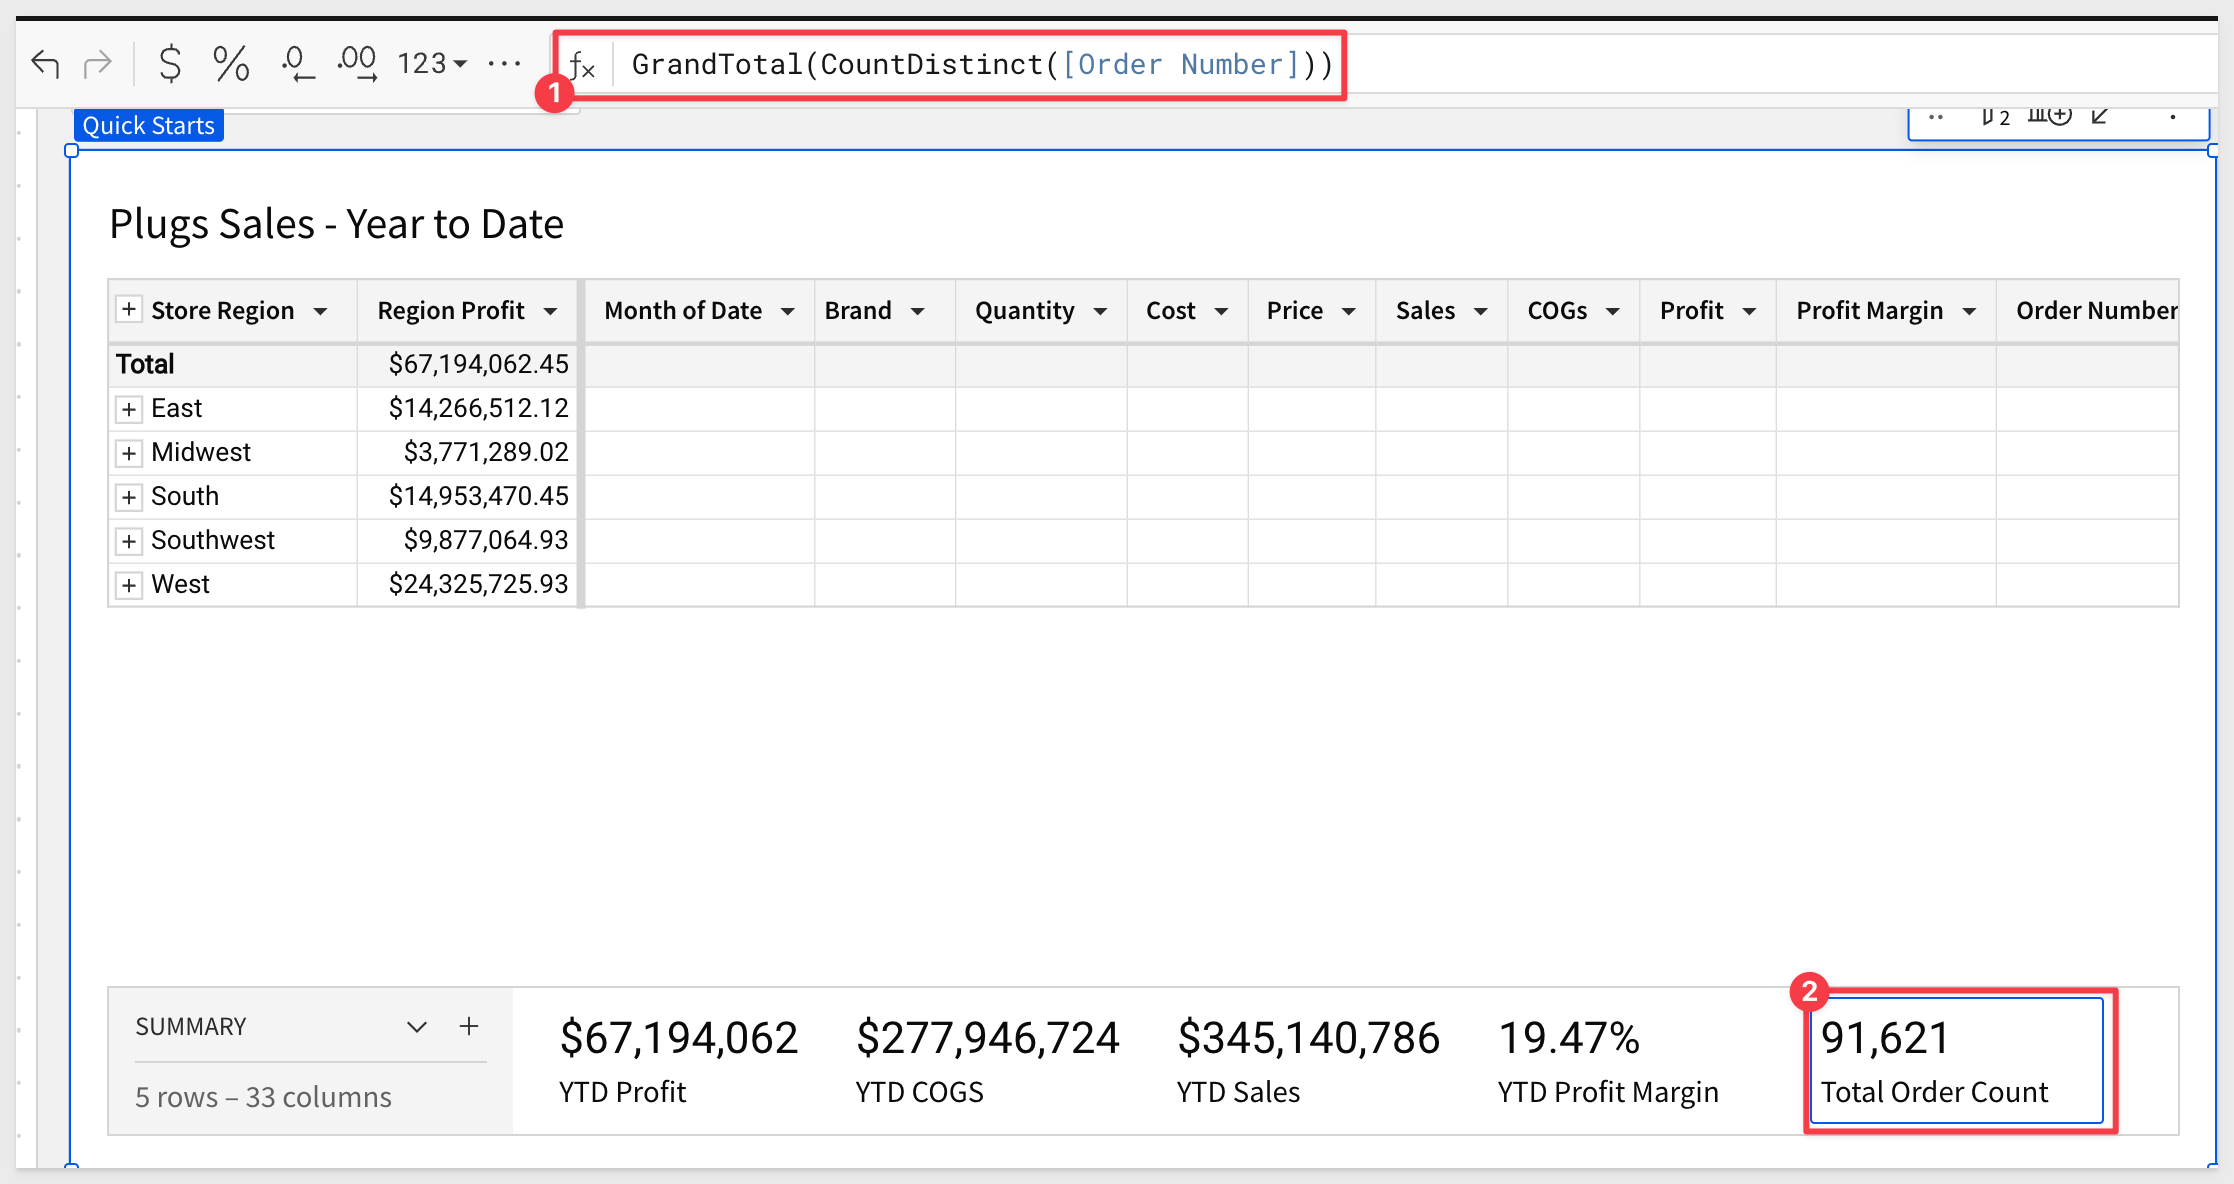 $ % .0 .00 123 ... fx GrandTotal(CountDistinct([Order Number]))
1
Quick Starts
2
Plugs Sales - Year to Date
Store Region Region Profit Month of Date Brand Quantity Cost Price Sales COGs Profit Profit Margin Order Number
Total $67,194,062.45
East $14,266,512.12
Midwest $3,771,289.02
South $14,953,470.45
Southwest $9,877,064.93
West $24,325,725.93
2
SUMMARY
5 rows – 33 columns
$67,194,062 $277,946,724 $345,140,786 19.47% 91,621
YTD Profit YTD COGS YTD Sales YTD Profit Margin Total Order Count